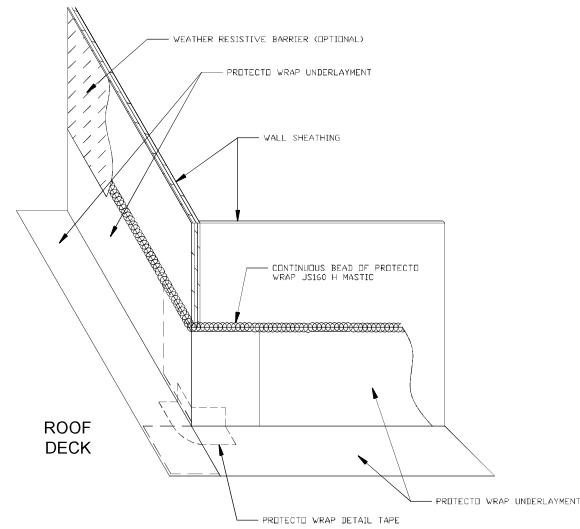 WEATHER RESISTIVE BARRIER (OPTIONAL)
PROTECTO WRAP UNDERLAYMENT
WALL SHEATHING
CONTINUOUS BEAD OF PROTECTO
WRAP JS160 H MASTIC
ROOF
DECK
PROTECTO WRAP UNDERLAYMENT
PROTECTO WRAP DETAIL TAPE